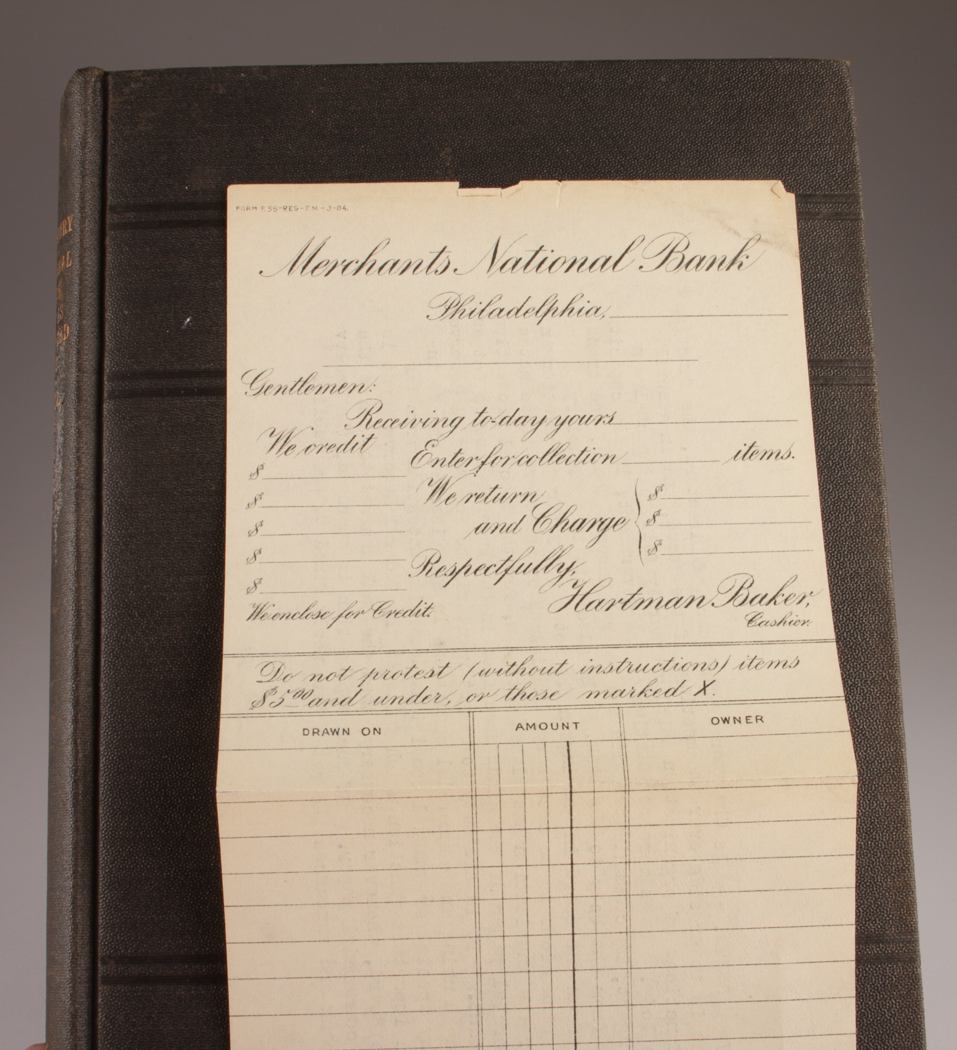 FORM F.55-REG-7M-3-04.
Merchants National Bank
Philadelphia,
Gentlemen:
Receiving to-day yours
We credit
Enter for collection items.
$
$
$
$
$
We return
and Charge
$
$
$
Respectfully,
Hartman Baker,
Cashier.
We enclose for Credit:
Do not protest (without instructions) items
$5.00 and under, or those marked X.
DRAWN ON AMOUNT OWNER